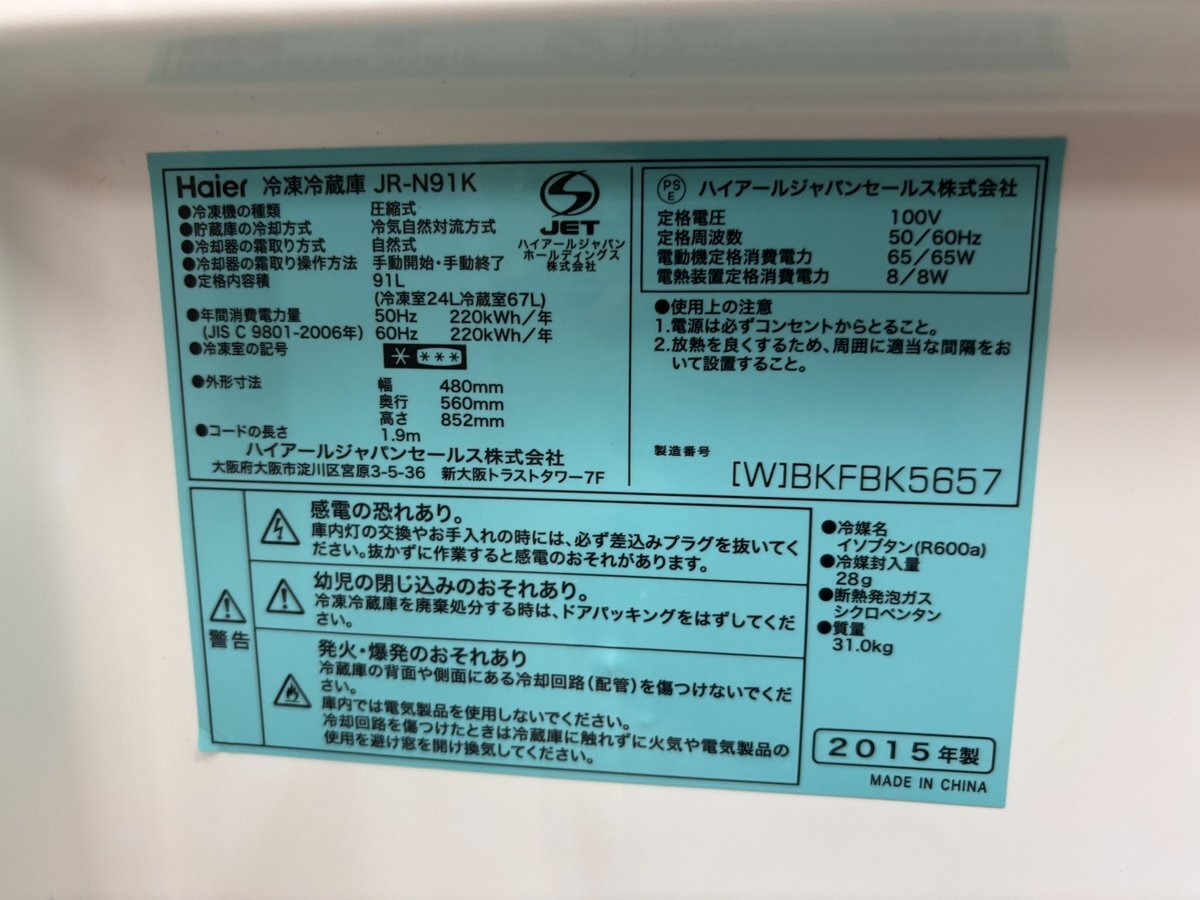 Haier 冷凍冷蔵庫 JR-N91K
●冷凍機の種類 圧縮式
●貯蔵庫の冷却方式 冷気自然対流方式
●冷却器の霜取り方式 自然式
●冷却器の霜取り操作方法 手動開始・手動終了
●定格内容積 91L
(冷凍室24L冷蔵室67L)
●年間消費電力量 50Hz 220kWh/年
(JIS C 9801-2006年) 60Hz 220kWh/年
●冷凍室の記号 * ***
●外形寸法 幅 480mm
奥行 560mm
高さ 852mm
●コードの長さ 1.9m
ハイアールジャパンセールス株式会社
大阪府大阪市淀川区宮原3-5-36 新大阪トラストタワー7F
JET
ハイアールジャパン
ホールディングス
株式会社
PS
E ハイアールジャパンセールス株式会社
定格電圧 100V
定格周波数 50/60Hz
電動機定格消費電力 65/65W
電熱装置定格消費電力 8/8W
●使用上の注意
1.電源は必ずコンセントからとること。
2.放熱を良くするため、周囲に適当な間隔をお
いて設置すること。
製造番号
[W]BKFBK5657
警告
感電の恐れあり。
庫内灯の交換やお手入れの時には、必ず差込みプラグを抜いてく
ださい。抜かずに作業すると感電のおそれがあります。
幼児の閉じ込みのおそれあり。
冷凍冷蔵庫を廃棄処分する時は、ドアパッキングをはずしてくだ
さい。
発火・爆発のおそれあり
冷蔵庫の背面や側面にある冷却回路(配管)を傷つけないでくだ
さい。
庫内では電気製品を使用しないでください。
冷却回路を傷つけたときは冷蔵庫に触れずに火気や電気製品の
使用を避け窓を開け換気してください。
●冷媒名
イソブタン(R600a)
●冷媒封入量
28g
●断熱発泡ガス
シクロペンタン
●質量
31.0kg
2015年製
MADE IN CHINA